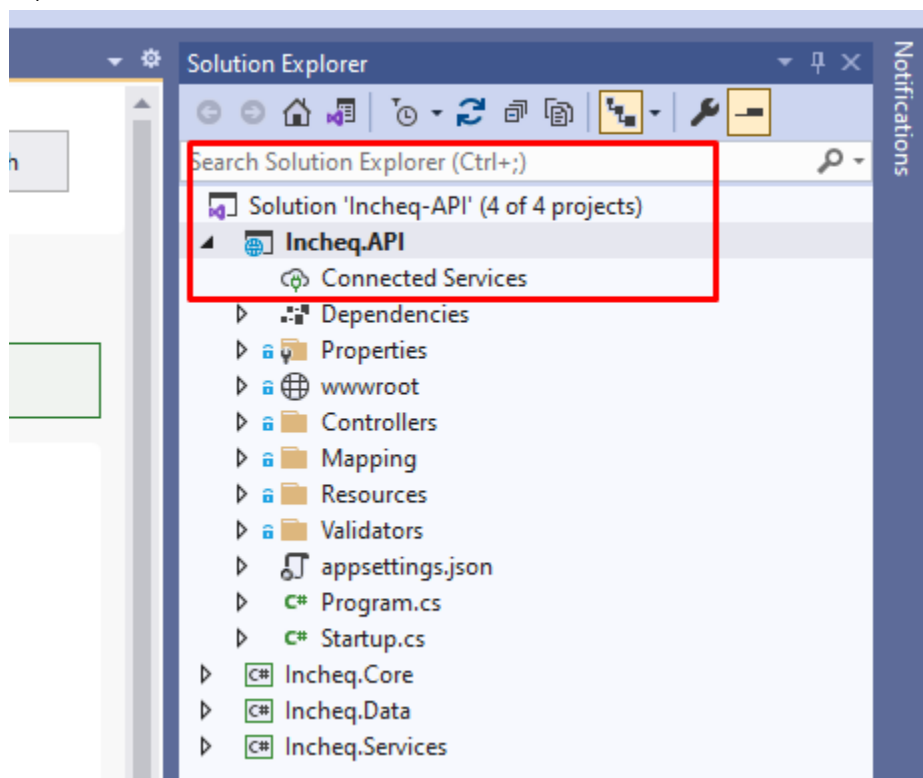 Solution Explorer
Notifications
h
Search Solution Explorer (Ctrl+;)
Solution 'Incheq-API' (4 of 4 projects)
Incheq.API
Connected Services
Dependencies
Properties
wwwroot
Controllers
Mapping
Resources
Validators
appsettings.json
C# Program.cs
C# Startup.cs
C# Incheq.Core
C# Incheq.Data
C# Incheq.Services